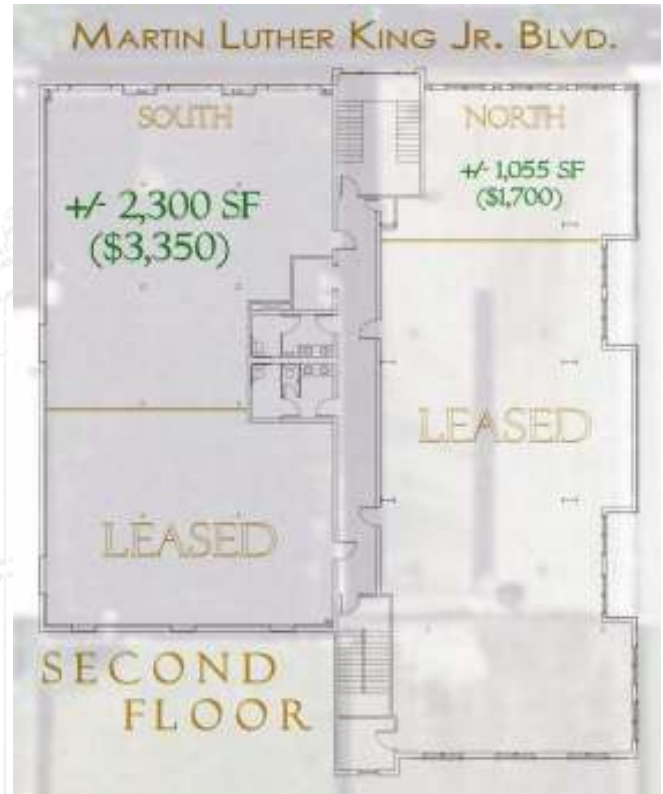 MARTIN LUTHER KING JR. BLVD.
SOUTH
+/- 2,300 SF
($3,350)
NORTH
+/- 1,055 SF
($1,700)
LEASED
LEASED
SECOND
FLOOR